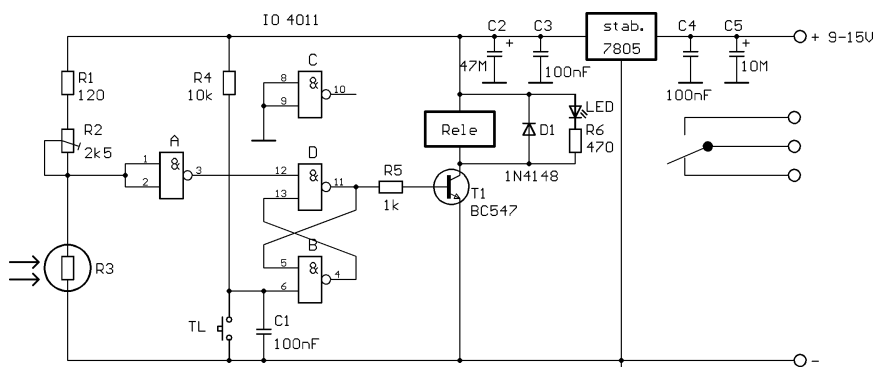 IO 4011
C2
C3
stab.
7805
C4
C5
+ 9-15V
+
+
47M
100nF
100nF
10M
R1
120
R4
10k
C
8
9
10
R2
2k5
A
1
2
&
3
D
12
13
&
11
R5
1k
Rele
D1
1N4148
LED
R6
470
T1
BC547
R3
B
5
6
&
4
TL
C1
100nF
&
-